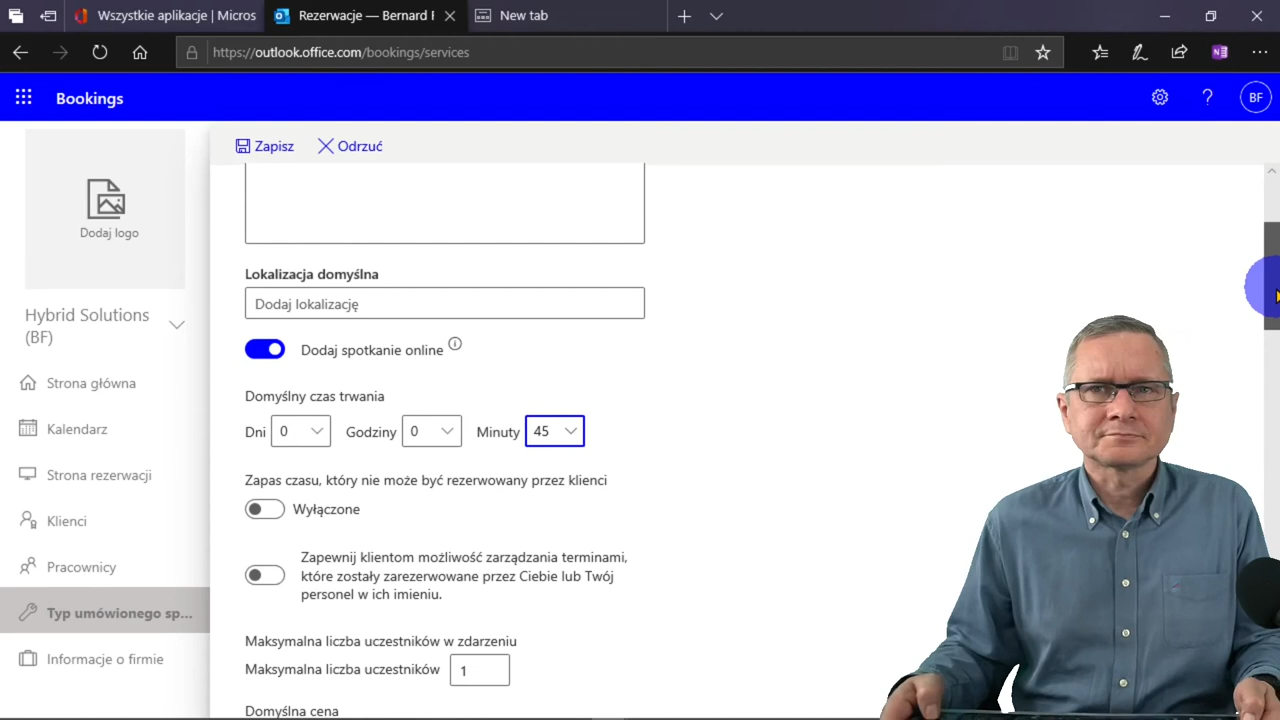 Wszystkie aplikacje | Micros
Rezerwacje — Bernard F
New tab
https://outlook.office.com/bookings/services
N
Bookings
?
BF
Zapisz
Odrzuć
Dodaj logo
Hybrid Solutions
(BF)
Strona główna
Kalendarz
Strona rezerwacji
Klienci
Pracownicy
Typ umówionego sp...
Informacje o firmie
Lokalizacja domyślna
Dodaj lokalizację
Dodaj spotkanie online
Domyślny czas trwania
Dni 0 Godziny 0 Minuty 45
Zapas czasu, który nie może być rezerwowany przez klienci
Wyłączone
Zapewnij klientom możliwość zarządzania terminami,
które zostały zarezerwowane przez Ciebie lub Twój
personel w ich imieniu.
Maksymalna liczba uczestników w zdarzeniu
Maksymalna liczba uczestników 1
Domyślna cena